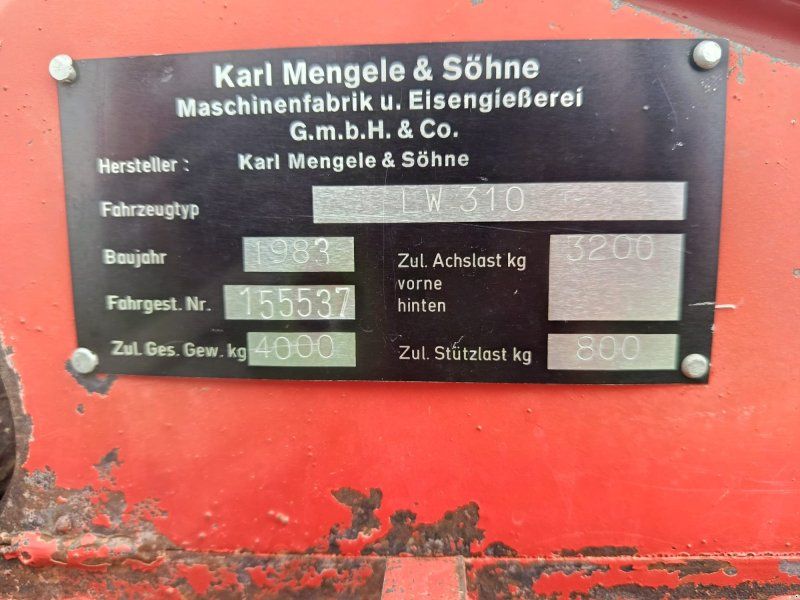 Karl Mengele & Söhne
Maschinenfabrik u. Eisengießerei
G.m.b.H. & Co.
Hersteller: Karl Mengele & Söhne
Fahrzeugtyp LW 310
Baujahr 1983
Fahrgest. Nr. 155537
Zul. Ges. Gew. kg 4000
Zul. Achslast kg 3200
vorne
hinten
Zul. Stützlast kg 800